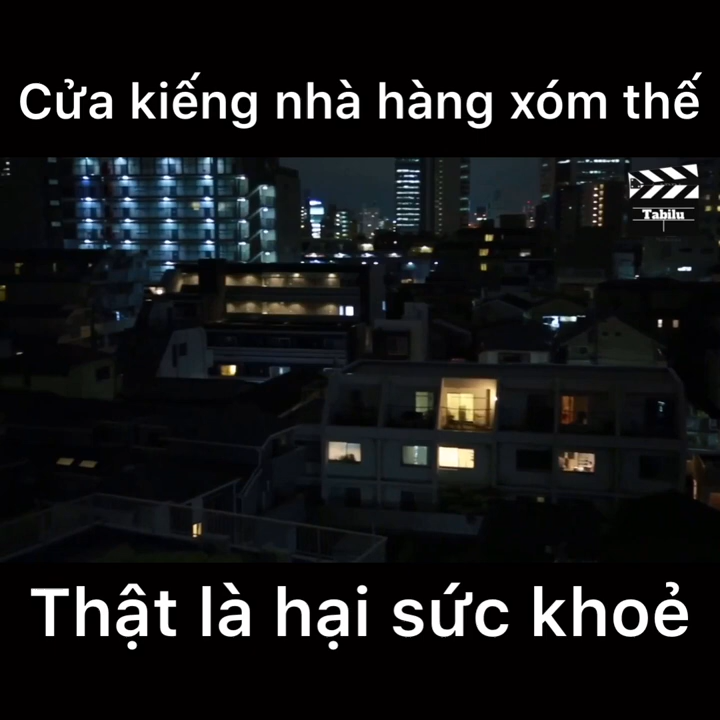 Cửa kiếng nhà hàng xóm thế
Tabilu
Thật là hại sức khoẻ